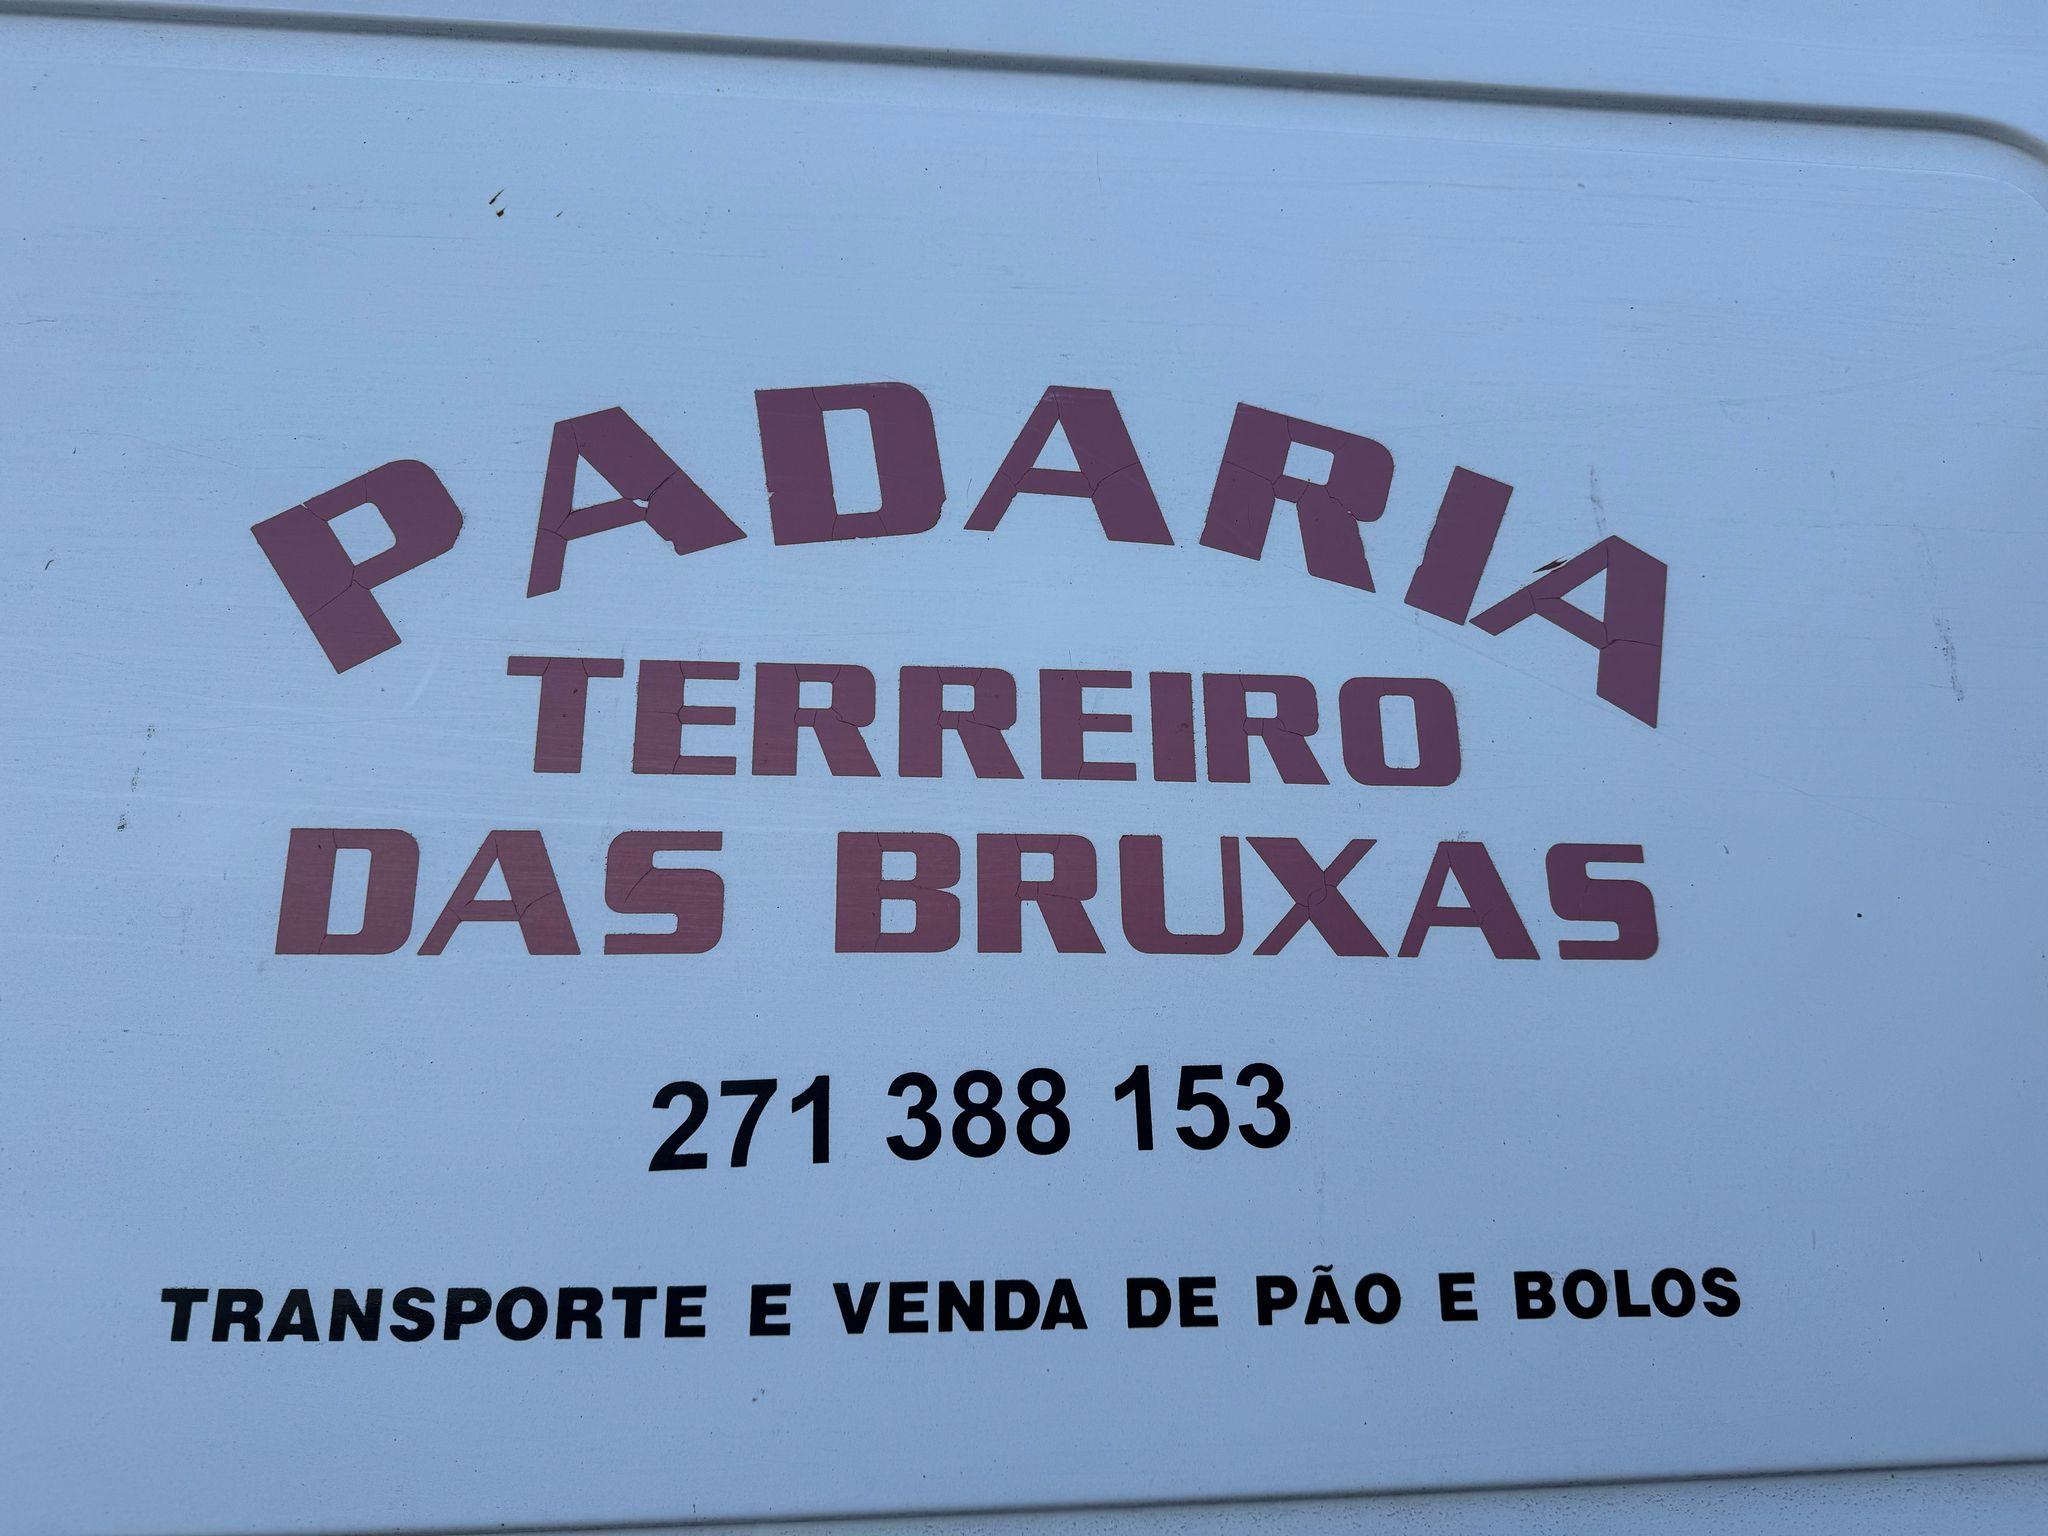 PADARIA
TERREIRO
DAS BRUXAS
271 388 153
TRANSPORTE E VENDA DE PÃO E BOLOS